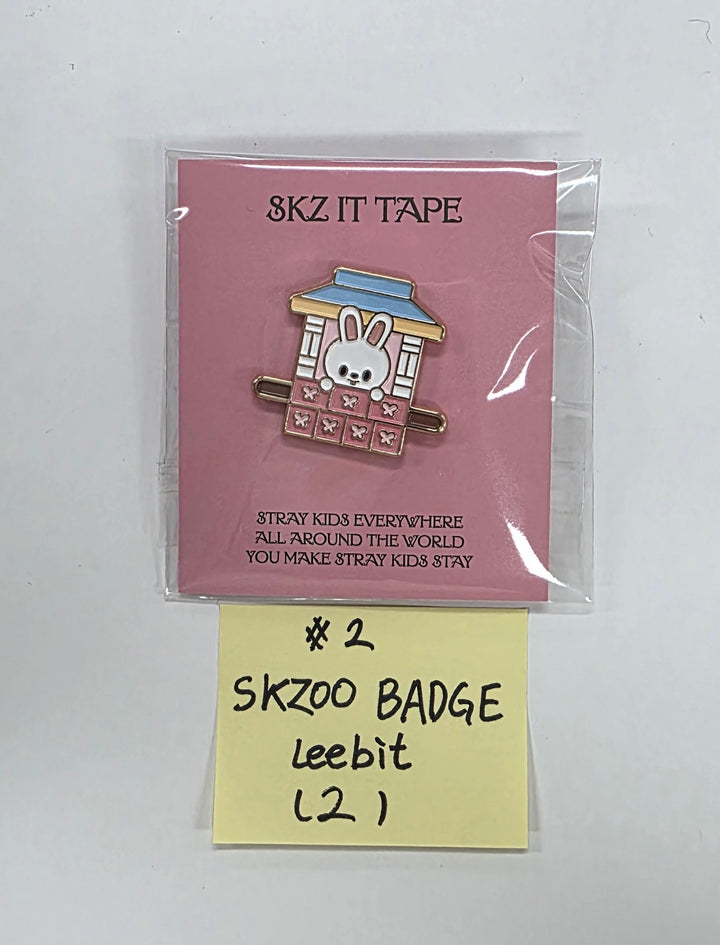 SKZ IT TAPE
STRAY KIDS EVERYWHERE
ALL AROUND THE WORLD
YOU MAKE STRAY KIDS STAY
#2
SKZOO BADGE
Leebit
(2)